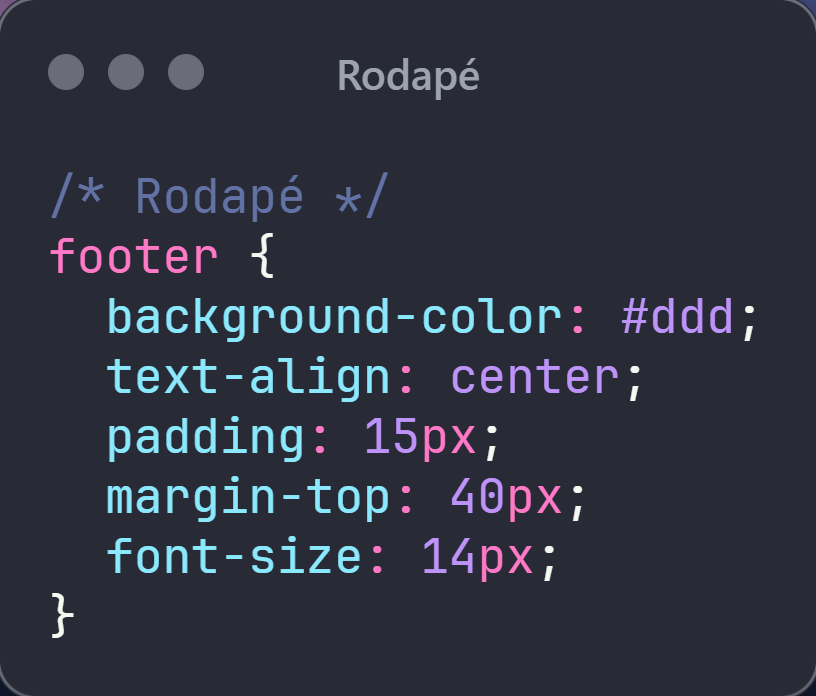 Rodapé
/* Rodapé */
footer {
  background-color: #ddd;
  text-align: center;
  padding: 15px;
  margin-top: 40px;
  font-size: 14px;
}